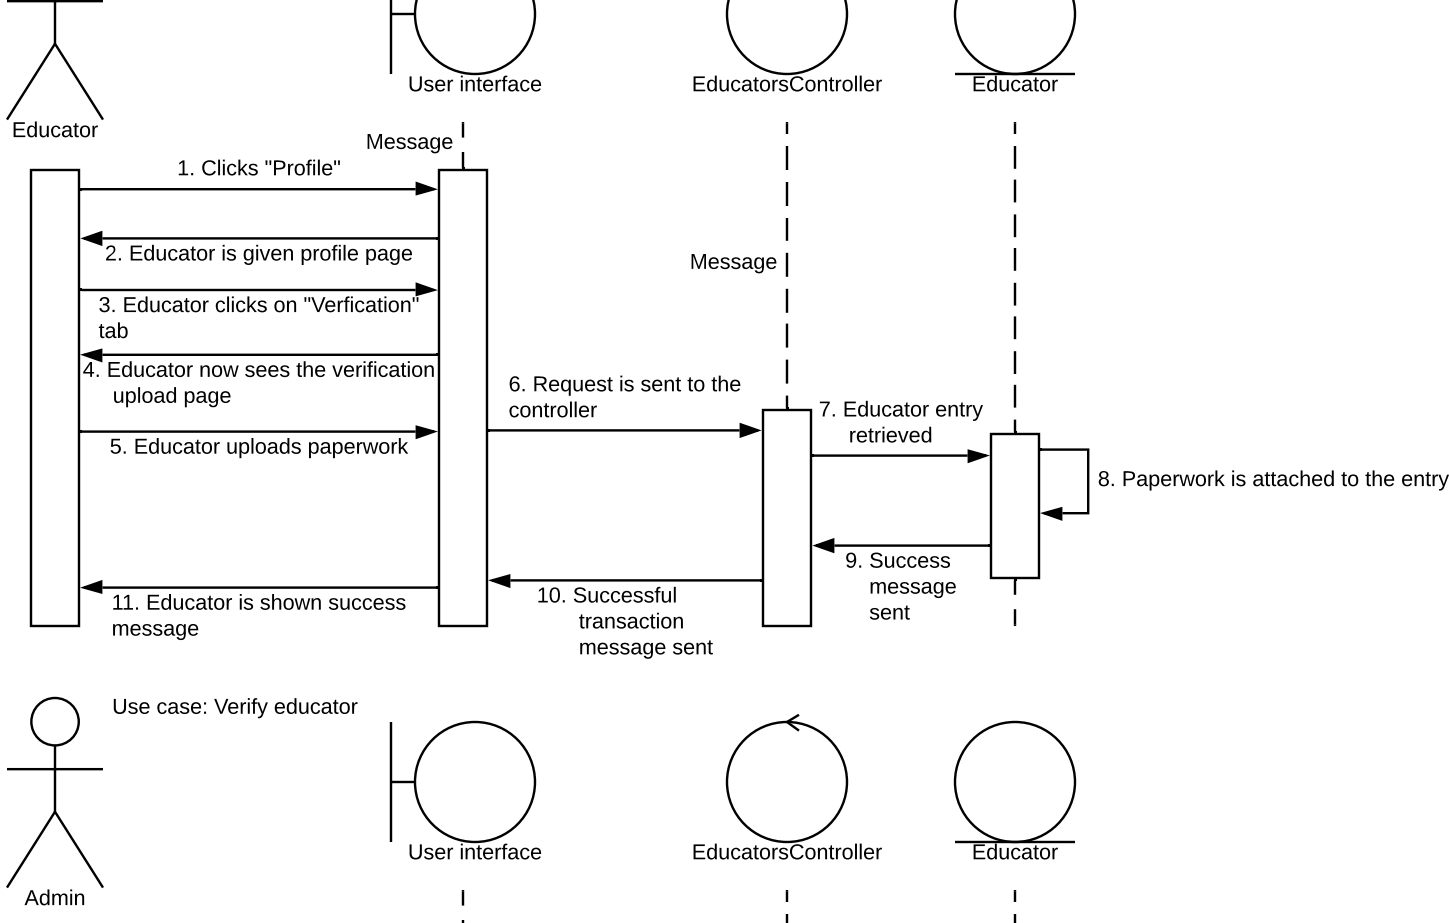 User interface
EducatorsController
Educator
Educator
Message
1. Clicks "Profile"
2. Educator is given profile page
Message
3. Educator clicks on "Verfication"
tab
4. Educator now sees the verification
upload page
6. Request is sent to the
controller
7. Educator entry
retrieved
5. Educator uploads paperwork
8. Paperwork is attached to the entry
9. Success
message
sent
10. Successful
transaction
message sent
11. Educator is shown success
message
Use case: Verify educator
User interface
EducatorsController
Educator
Admin